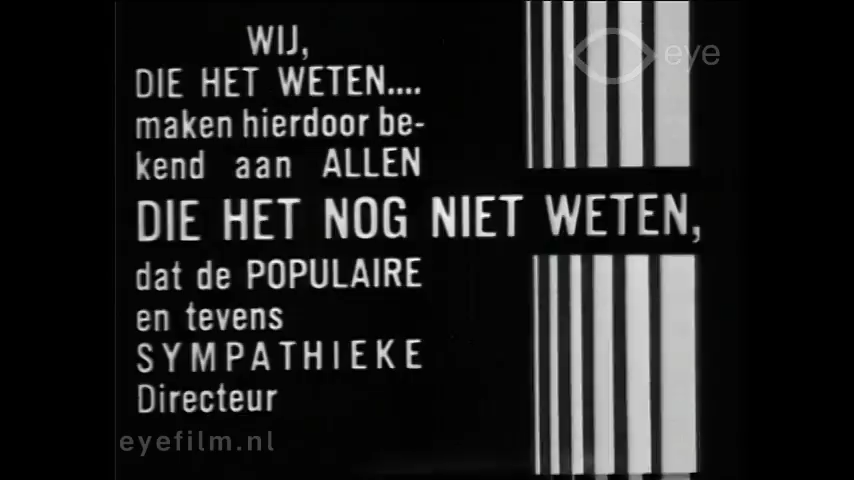 WIJ,
DIE HET WETEN....
maken hierdoor be-
kend aan ALLEN
DIE HET NOG NIET WETEN,
dat de POPULAIRE
en tevens
SYMPATHIEKE
Directeur
eye
eyefilm.nl